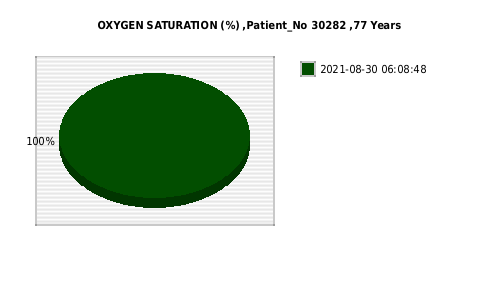 OXYGEN SATURATION (%) ,Patient_No 30282 ,77 Years
2021-08-30 06:08:48
100%